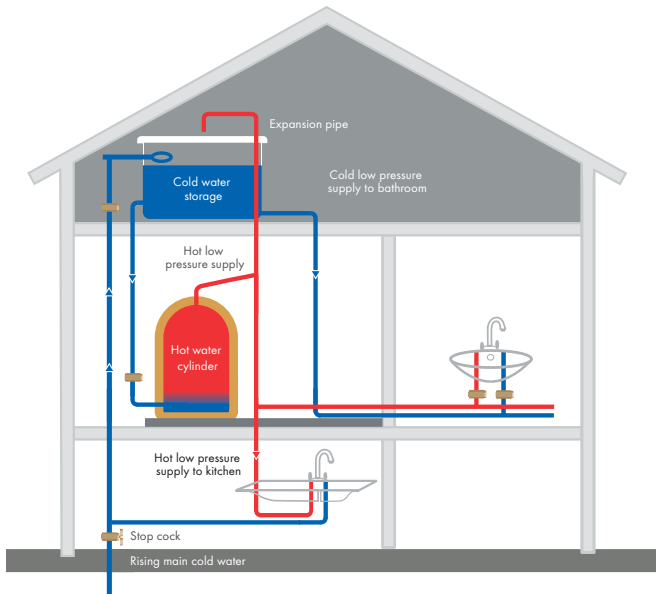 Expansion pipe
Cold low pressure
supply to bathroom
Cold water
storage
Hot low
pressure supply
Hot water
cylinder
Hot low pressure
supply to kitchen
Stop cock
Rising main cold water